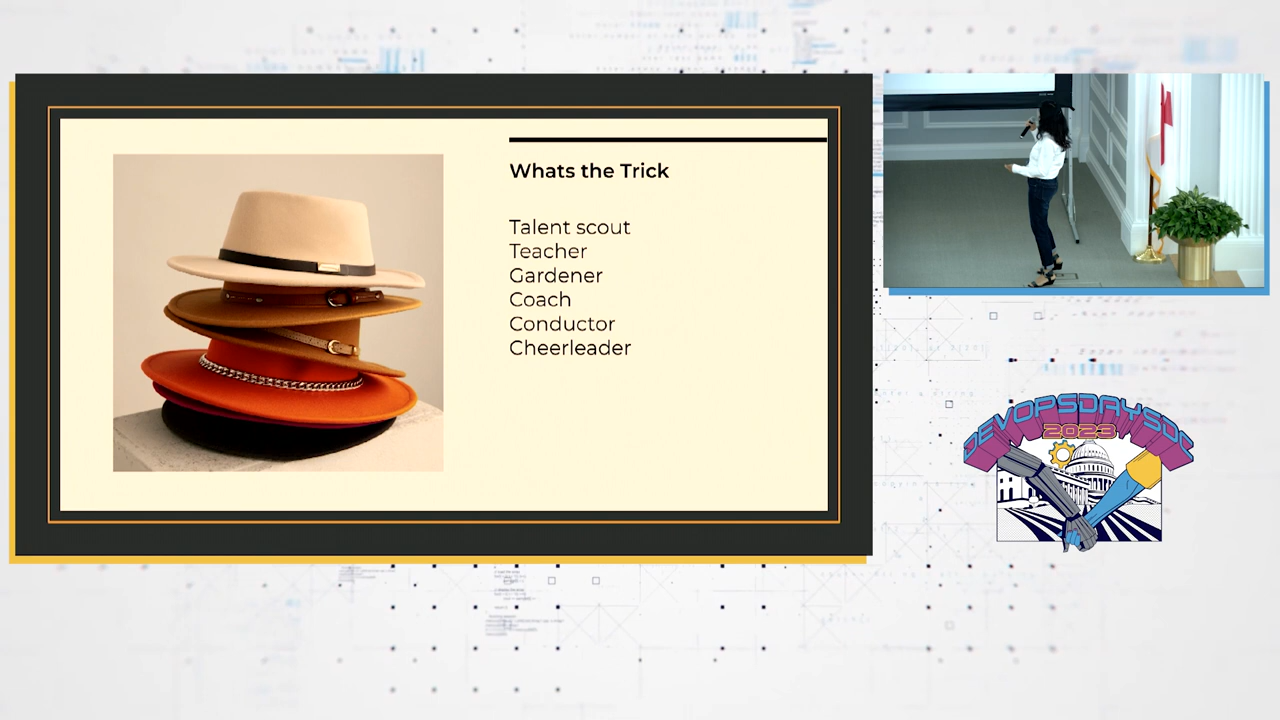 Whats the Trick
Talent scout
Teacher
Gardener
Coach
Conductor
Cheerleader
DEVOPSDAYSDC
2023